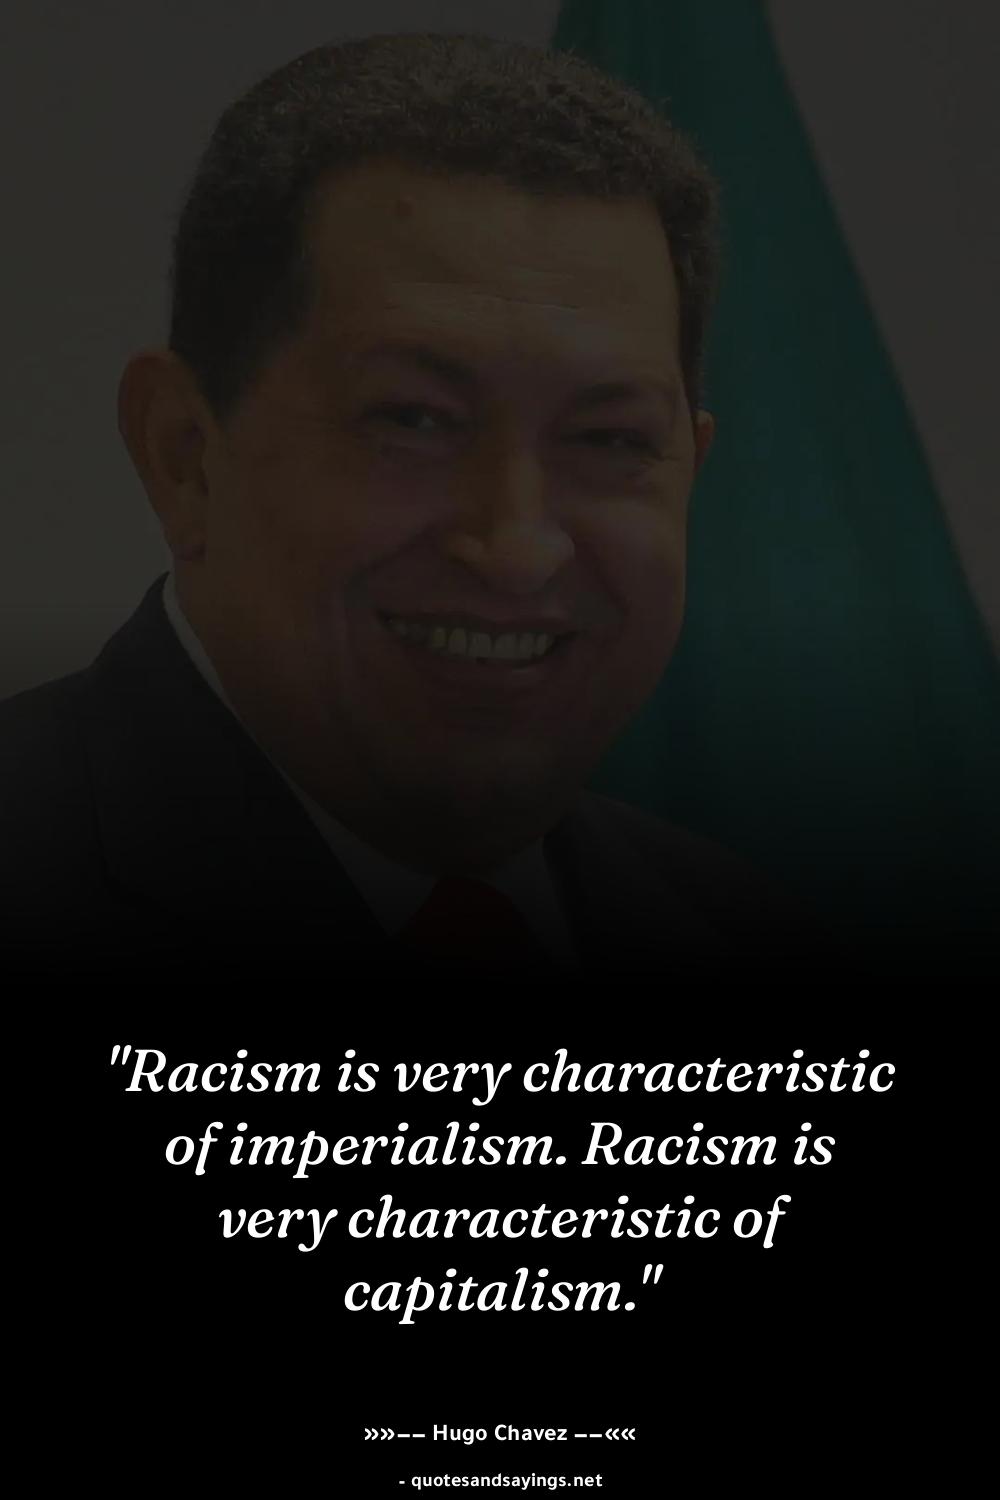 "Racism is very characteristic
of imperialism. Racism is
very characteristic of
capitalism."
»»–– Hugo Chavez ––««
- quotesandsayings.net